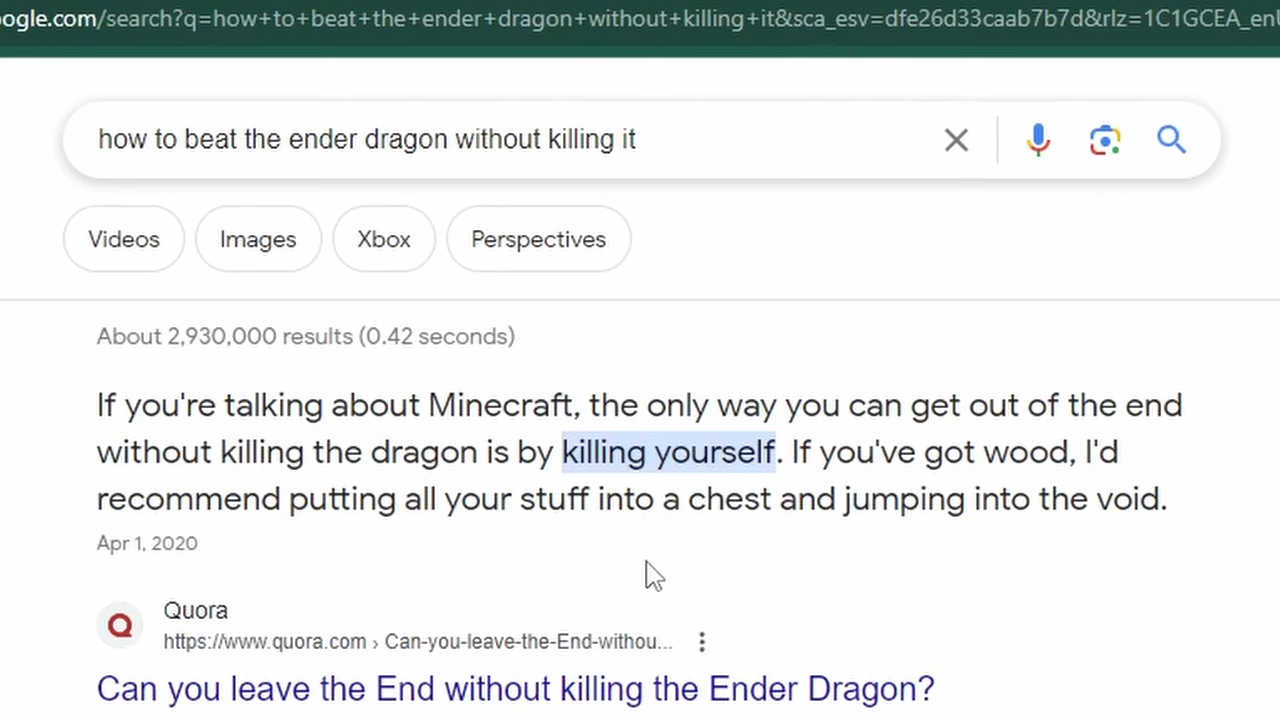 ogle.com/search?q=how+to+beat+the+ender+dragon+without+killing+it&sca_esv=dfe26d33caab7b7d&rlz=1C1GCEA_en
how to beat the ender dragon without killing it
Videos Images Xbox Perspectives
About 2,930,000 results (0.42 seconds)
If you're talking about Minecraft, the only way you can get out of the end
without killing the dragon is by killing yourself. If you've got wood, I'd
recommend putting all your stuff into a chest and jumping into the void.
Apr 1, 2020
Quora
https://www.quora.com › Can-you-leave-the-End-withou...
Can you leave the End without killing the Ender Dragon?